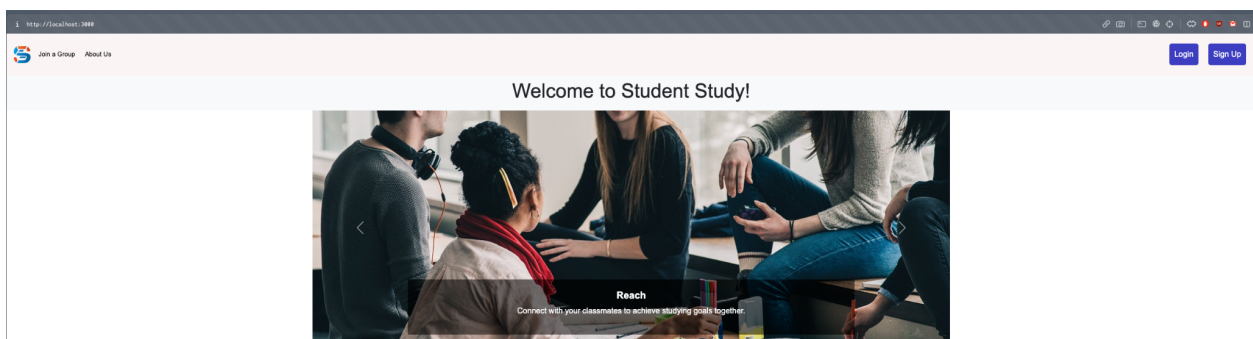 i http://localhost:3000
Join a Group About Us Login Sign Up
Welcome to Student Study!
Reach
Connect with your classmates to achieve studying goals together.